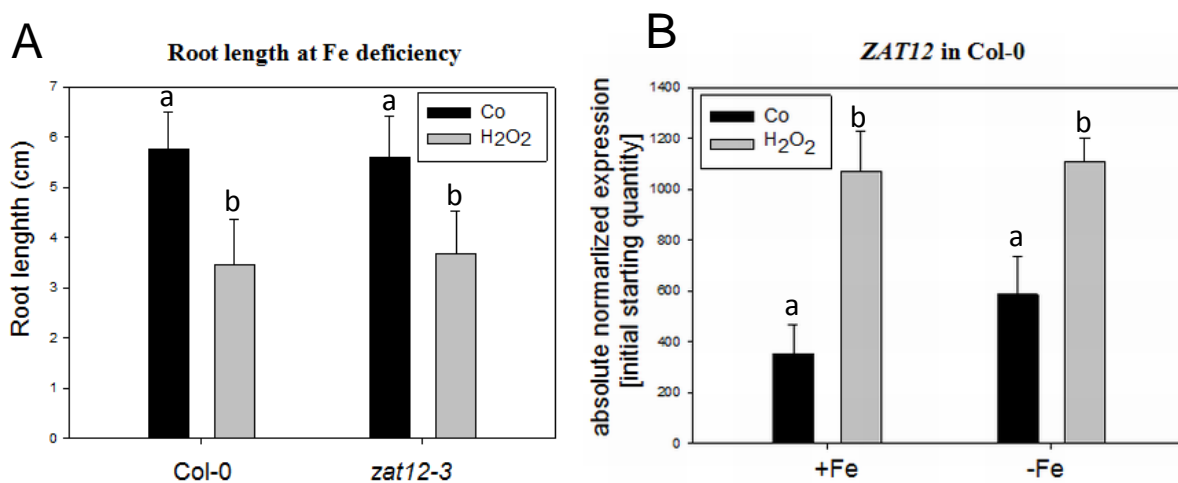 A
Root length at Fe deficiency
Root lenghth (cm)
7
6
5
4
3
2
1
0
a
b
a
b
Co
H2O2
Col-0
zat12-3
B
ZAT12 in Col-0
absolute normarlized expression
[initial starting quantity]
1400
1200
1000
800
600
400
200
0
Co
H2O2
a
b
a
b
+Fe
-Fe